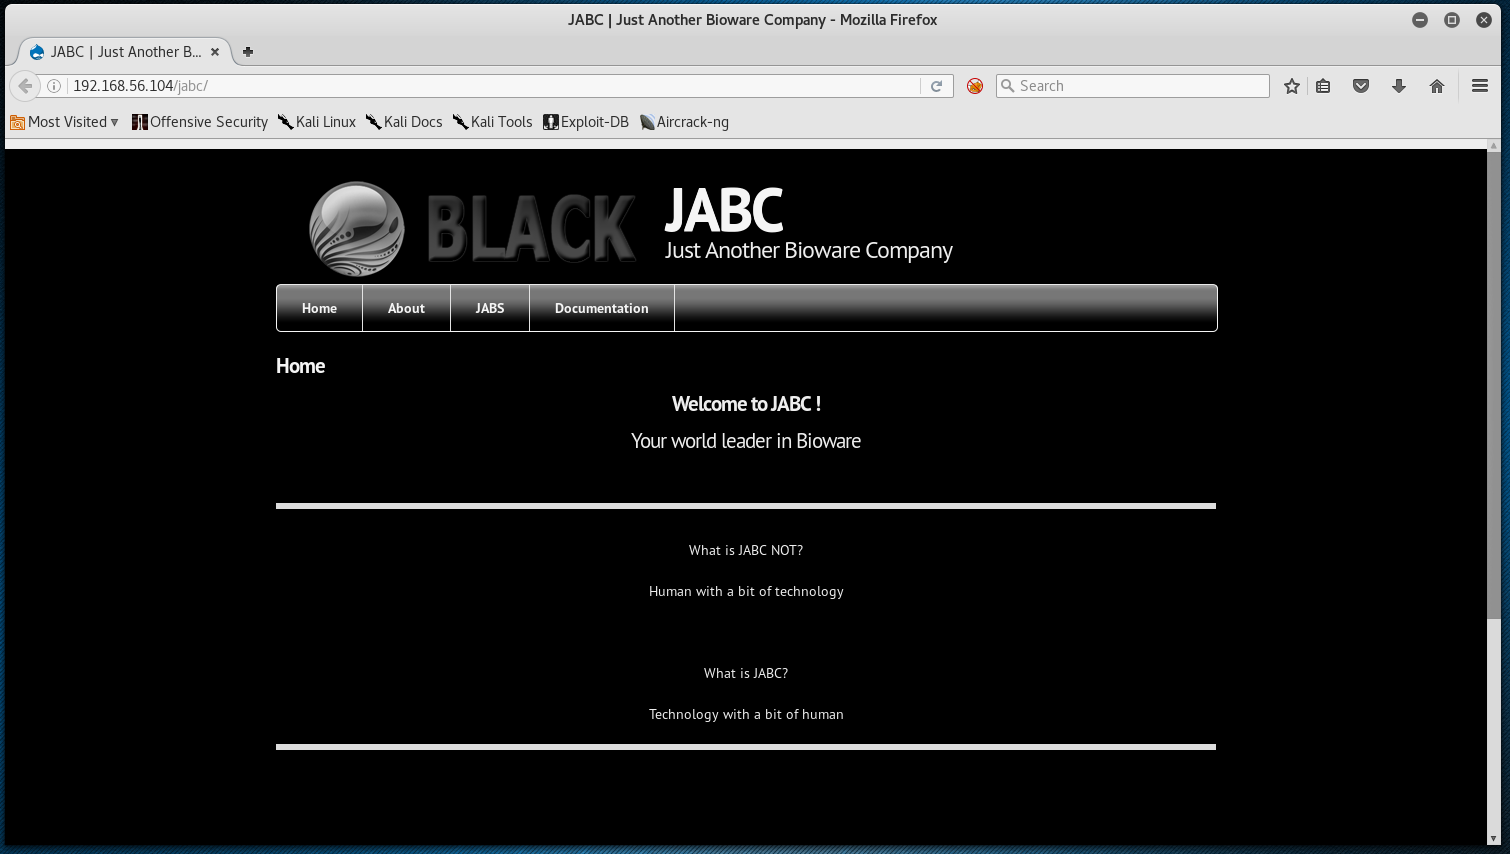 JABC | Just Another Bioware Company - Mozilla Firefox
JABC | Just Another B...
192.168.56.104/jabc/
Search
Most Visited
Offensive Security
Kali Linux
Kali Docs
Kali Tools
Exploit-DB
Aircrack-ng
BLACK
JABC
Just Another Bioware Company
Home
About
JABS
Documentation
Home
Welcome to JABC !
Your world leader in Bioware
What is JABC NOT?
Human with a bit of technology
What is JABC?
Technology with a bit of human